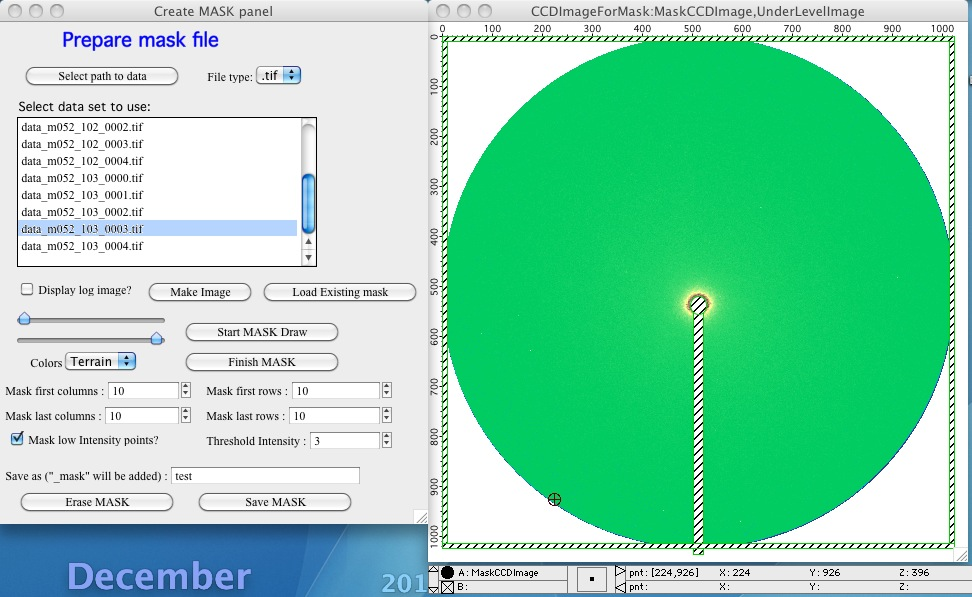 Create MASK panel
Prepare mask file
Select path to data
File type: .tif
Select data set to use:
data_m052_102_0002.tif
data_m052_102_0003.tif
data_m052_102_0004.tif
data_m052_103_0000.tif
data_m052_103_0001.tif
data_m052_103_0002.tif
data_m052_103_0003.tif
data_m052_103_0004.tif
Display log image?
Make Image
Load Existing mask
Start MASK Draw
Colors Terrain
Finish MASK
Mask first columns : 10
Mask first rows : 10
Mask last columns : 10
Mask last rows : 10
Mask low Intensity points?
Threshold Intensity : 3
Save as ("_mask" will be added) : test
Erase MASK
Save MASK
December
201
CCDImageForMask:MaskCCDImage,UnderLevelImage
0 100 200 300 400 500 600 700 800 900 1000
0
100
200
300
400
500
600
700
800
900
1000
A: MaskCCDImage
B:
pnt: [224,926] X: 224 Y: 926 Z: 396
pnt: X: Y: Z: